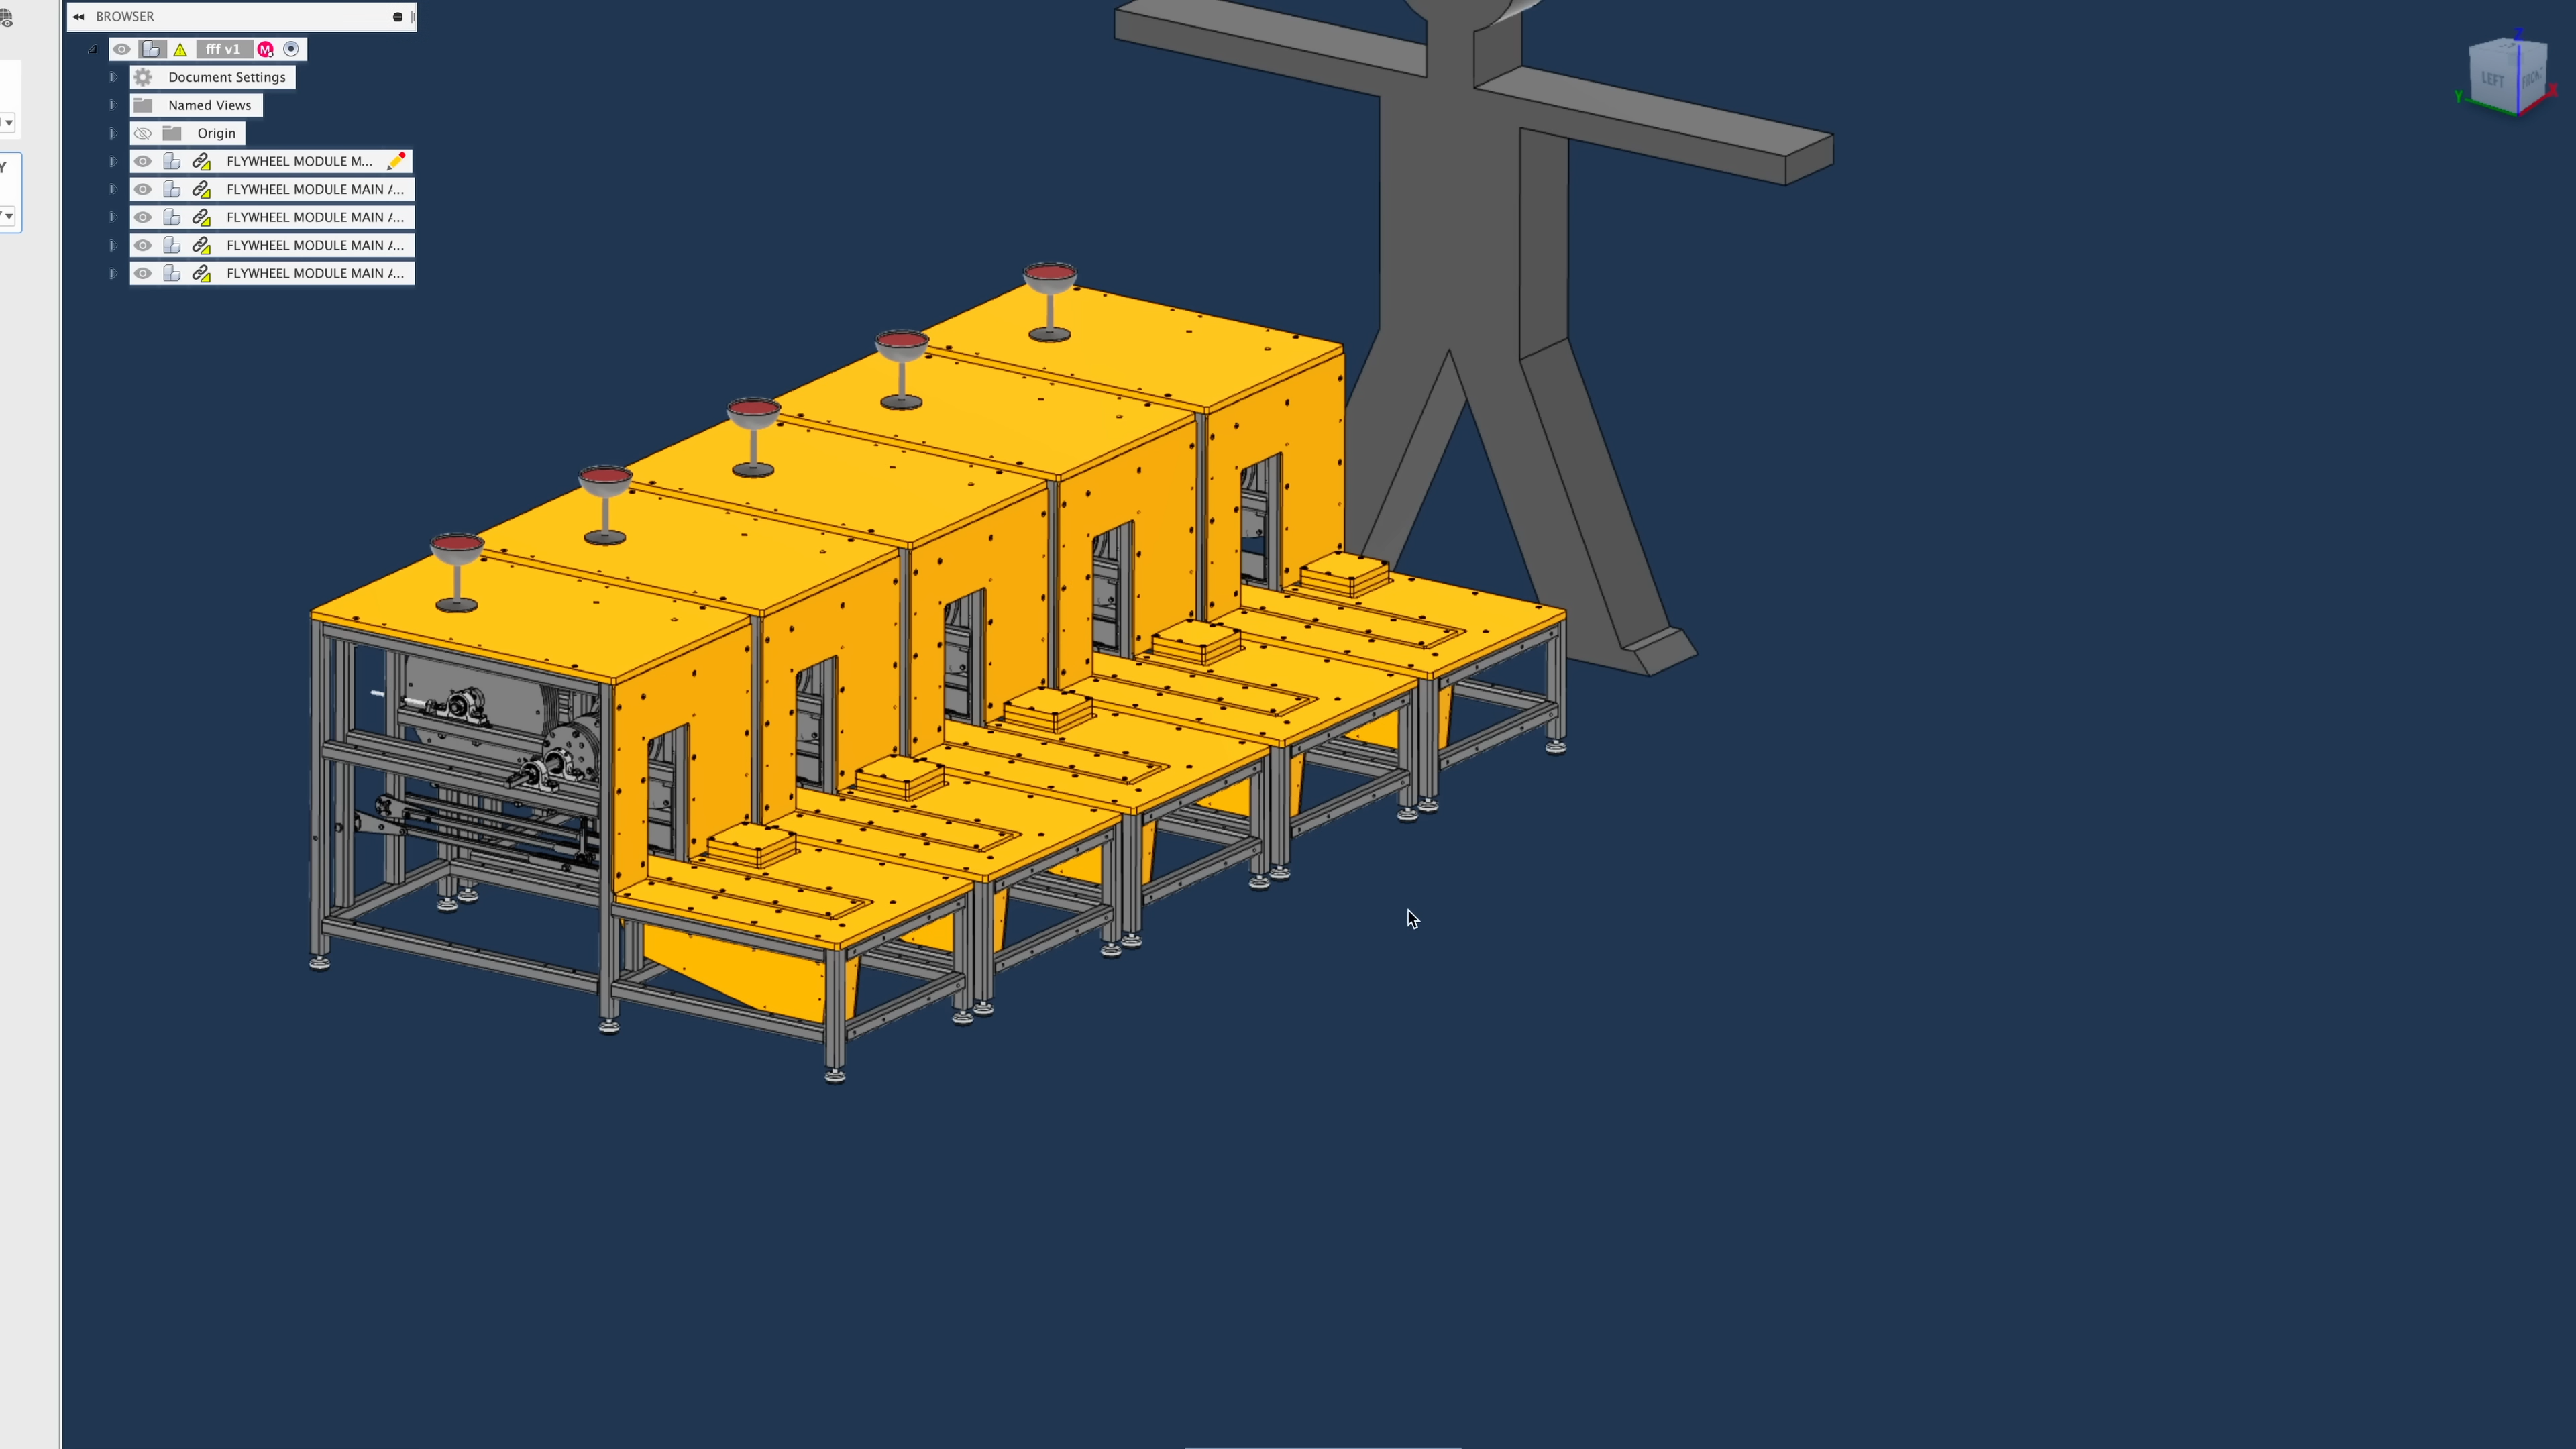 BROWSER
fff v1 M
Document Settings
Named Views
Origin
FLYWHEEL MODULE M...
FLYWHEEL MODULE MAIN A...
FLYWHEEL MODULE MAIN A...
FLYWHEEL MODULE MAIN A...
FLYWHEEL MODULE MAIN A...
Z
LEFT FRONT
Y X
Y